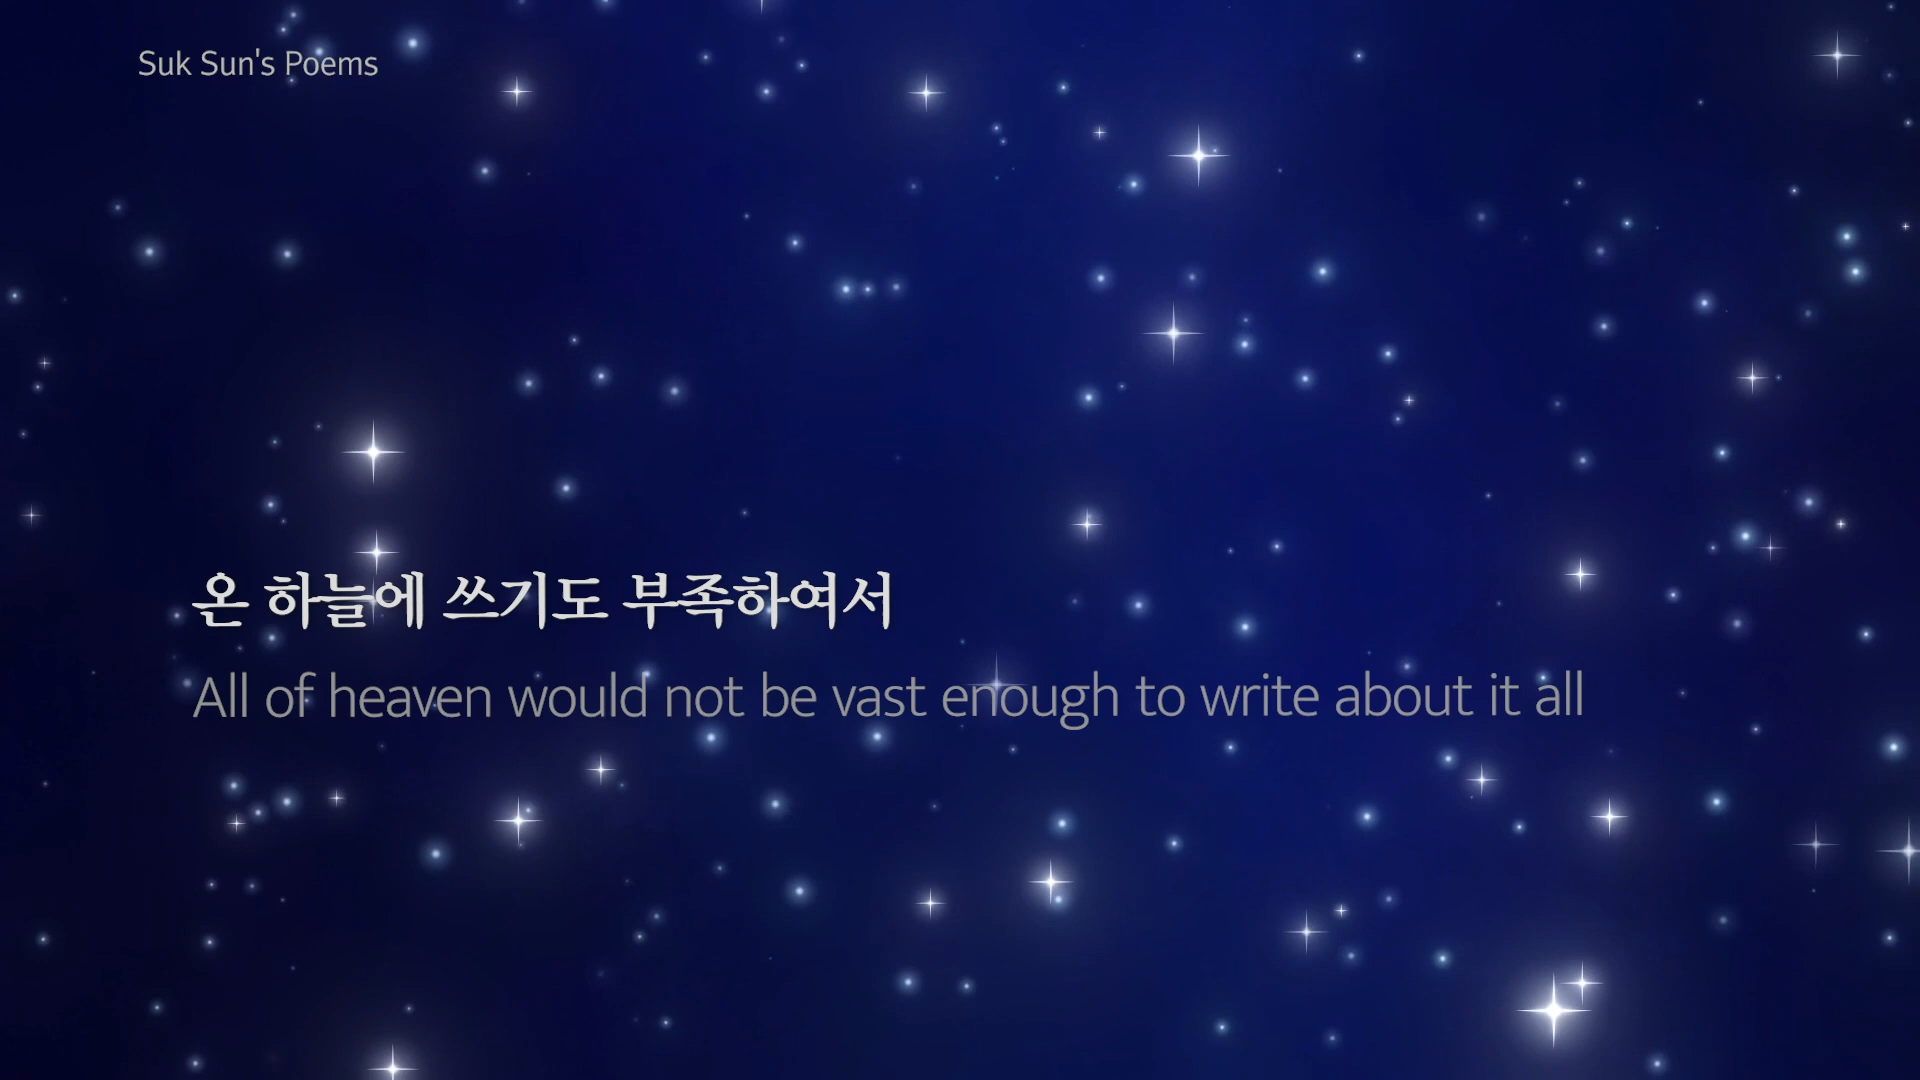 Suk Sun's Poems
온 하늘에 쓰기도 부족하여서
All of heaven would not be vast enough to write about it all